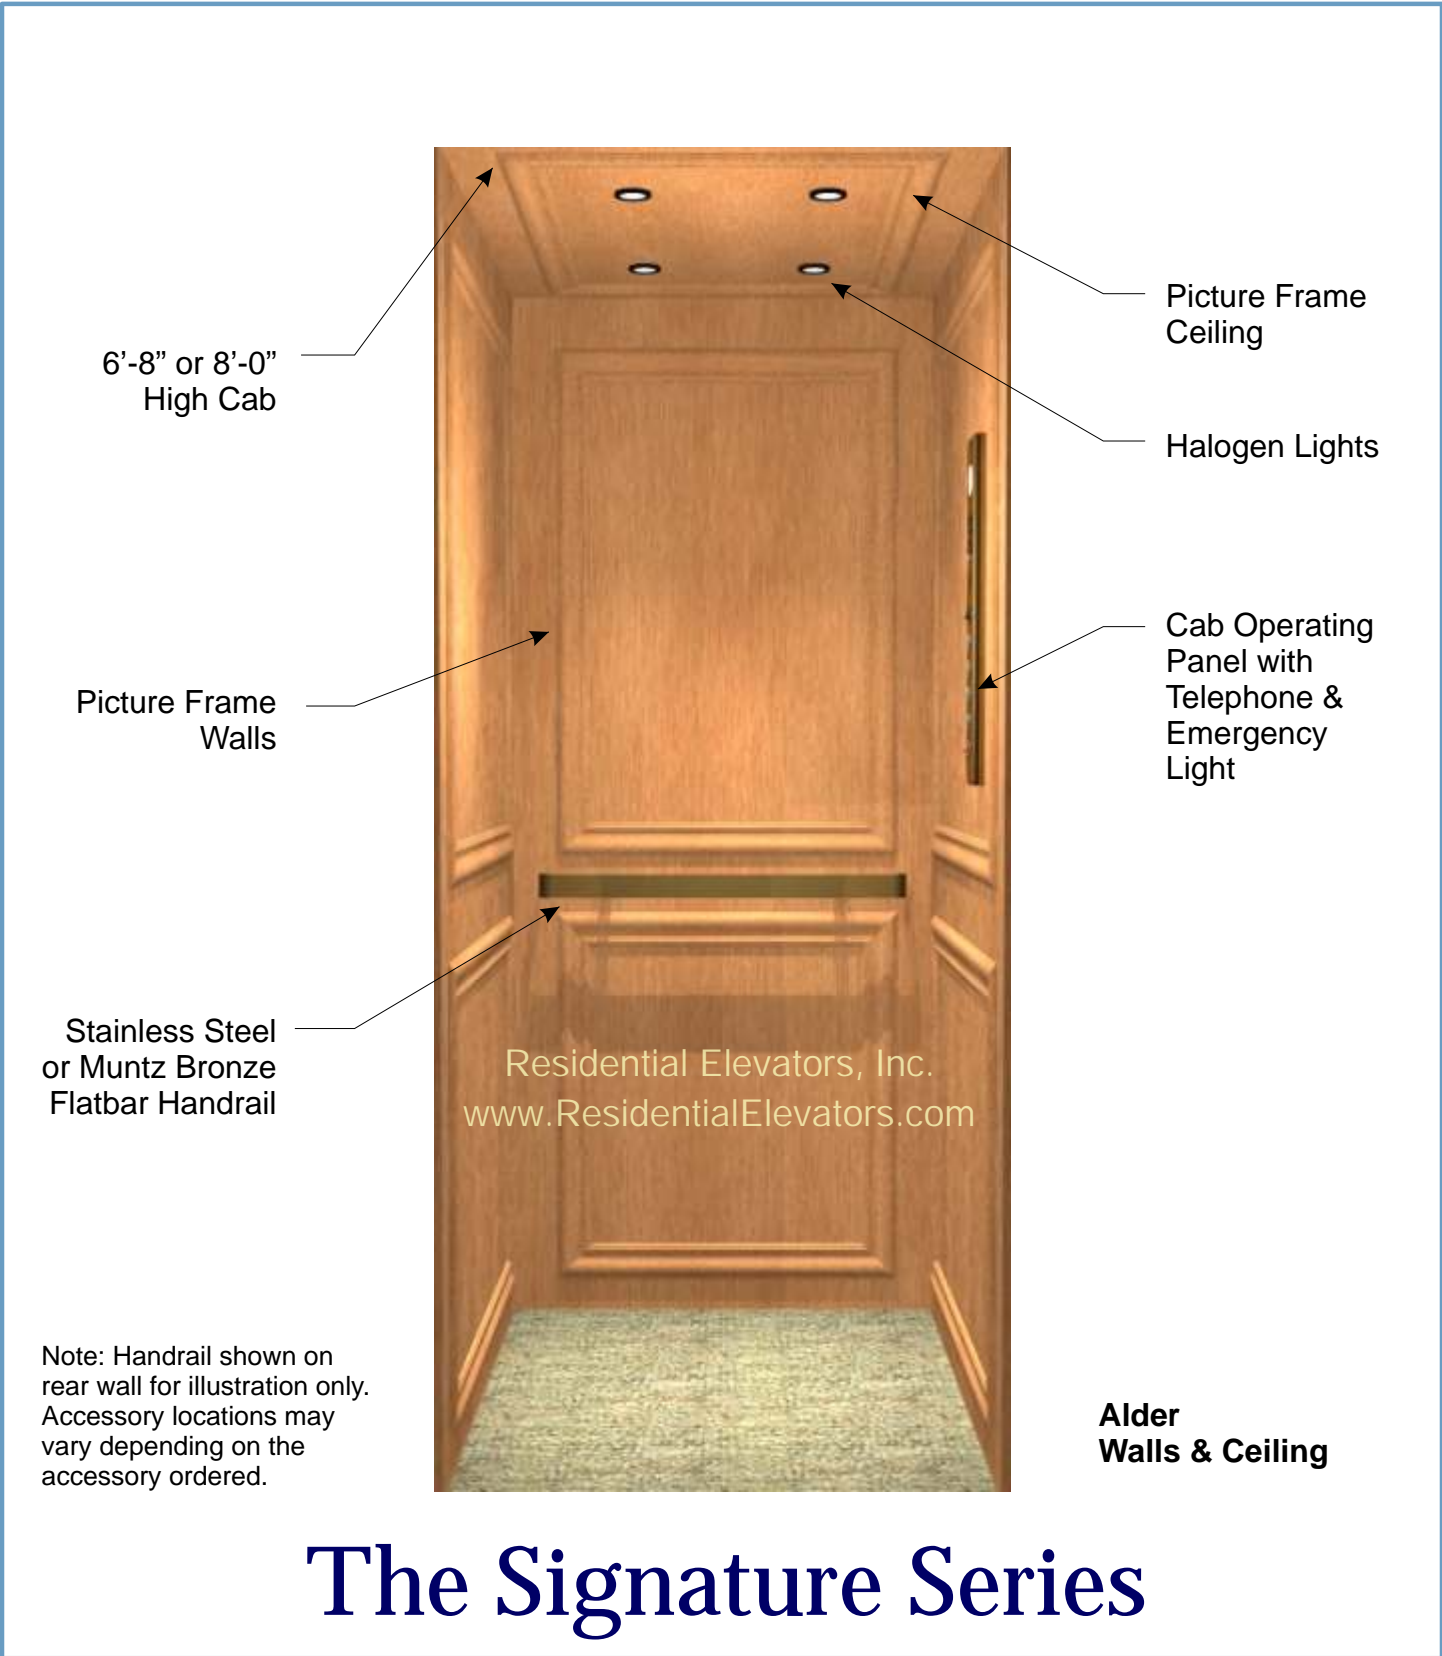 6’-8” or 8’-0”
High Cab
Picture Frame
Ceiling
Halogen Lights
Picture Frame
Walls
Cab Operating
Panel with
Telephone &
Emergency
Light
Stainless Steel
or Muntz Bronze
Flatbar Handrail
Residential Elevators, Inc.
www.ResidentialElevators.com
Note: Handrail shown on
rear wall for illustration only.
Accessory locations may
vary depending on the
accessory ordered.
Alder
Walls & Ceiling
The Signature Series